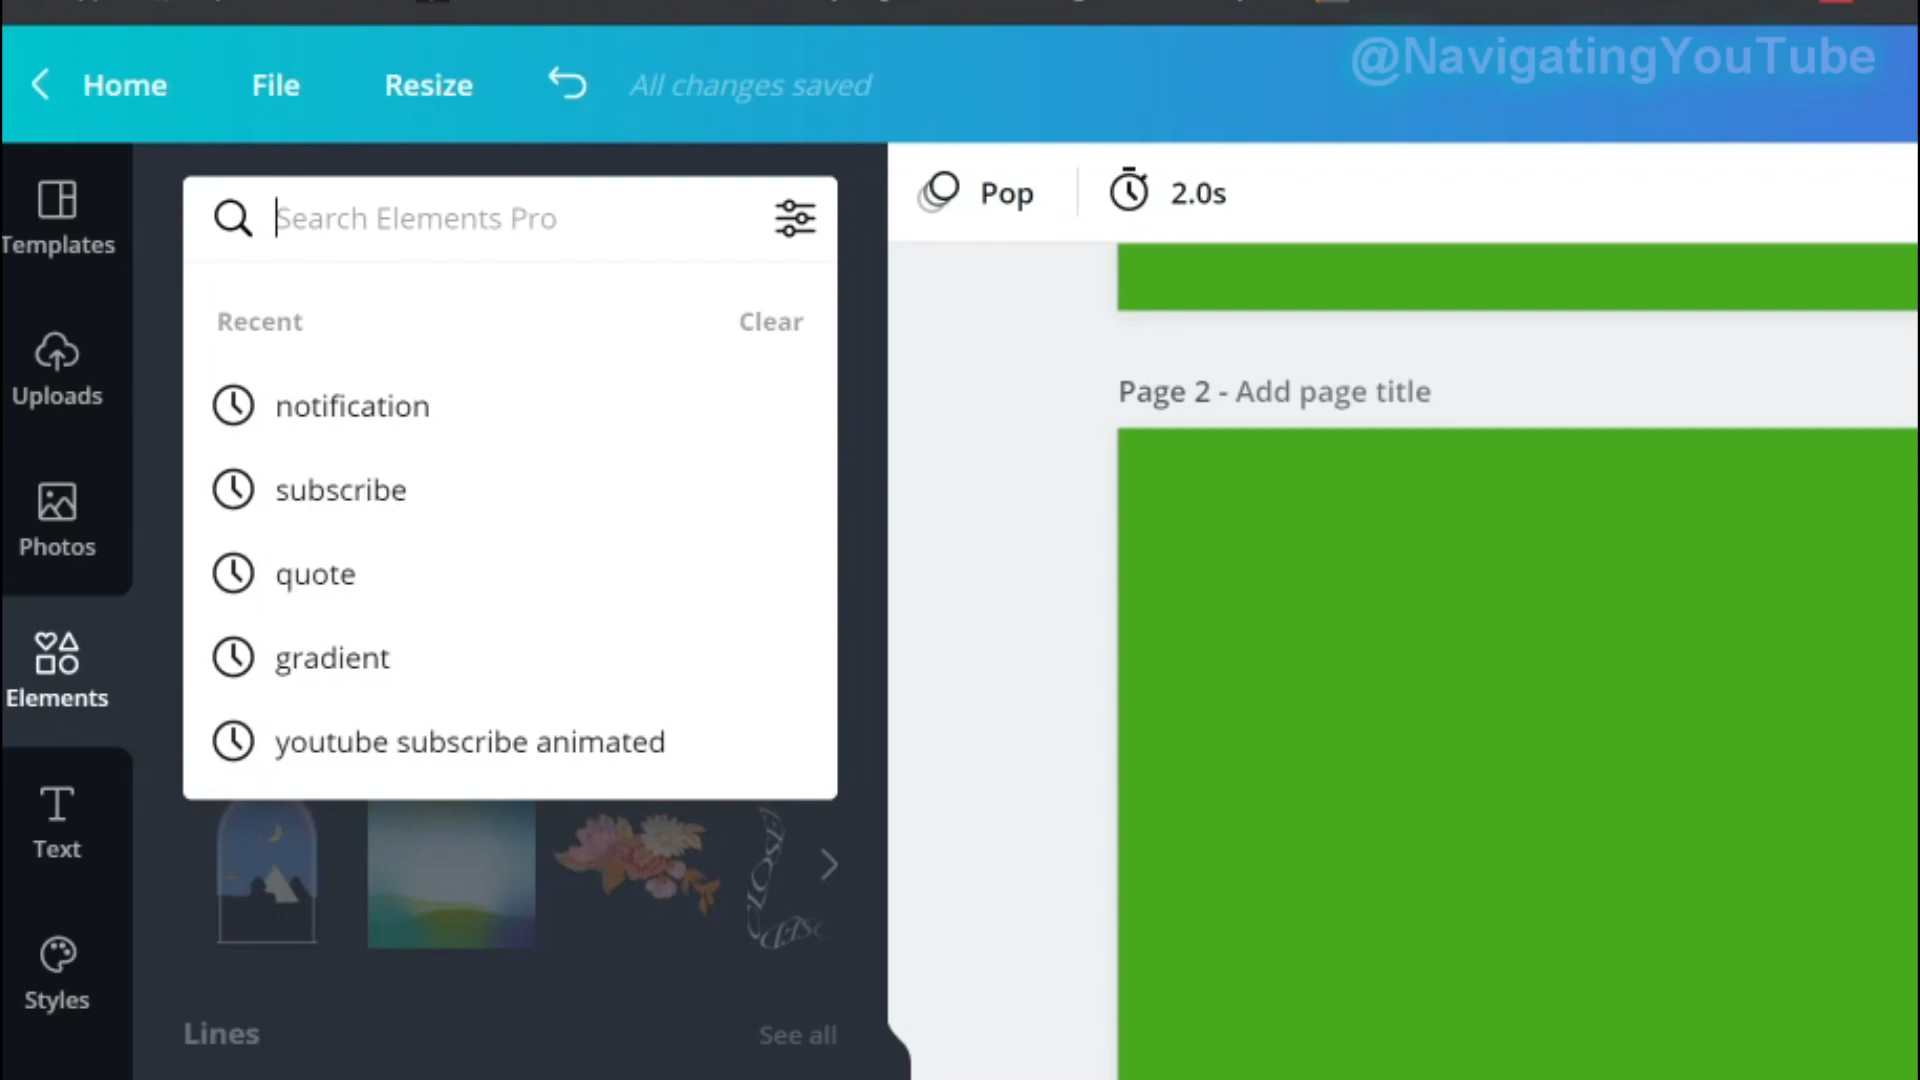 @NavigatingYouTube
Home File Resize All changes saved
Templates
Uploads
Photos
Elements
Text
Styles
Search Elements Pro
Recent Clear
notification
subscribe
quote
gradient
youtube subscribe animated
CLOSE
Lines See all
Pop 2.0s
Page 2 - Add page title